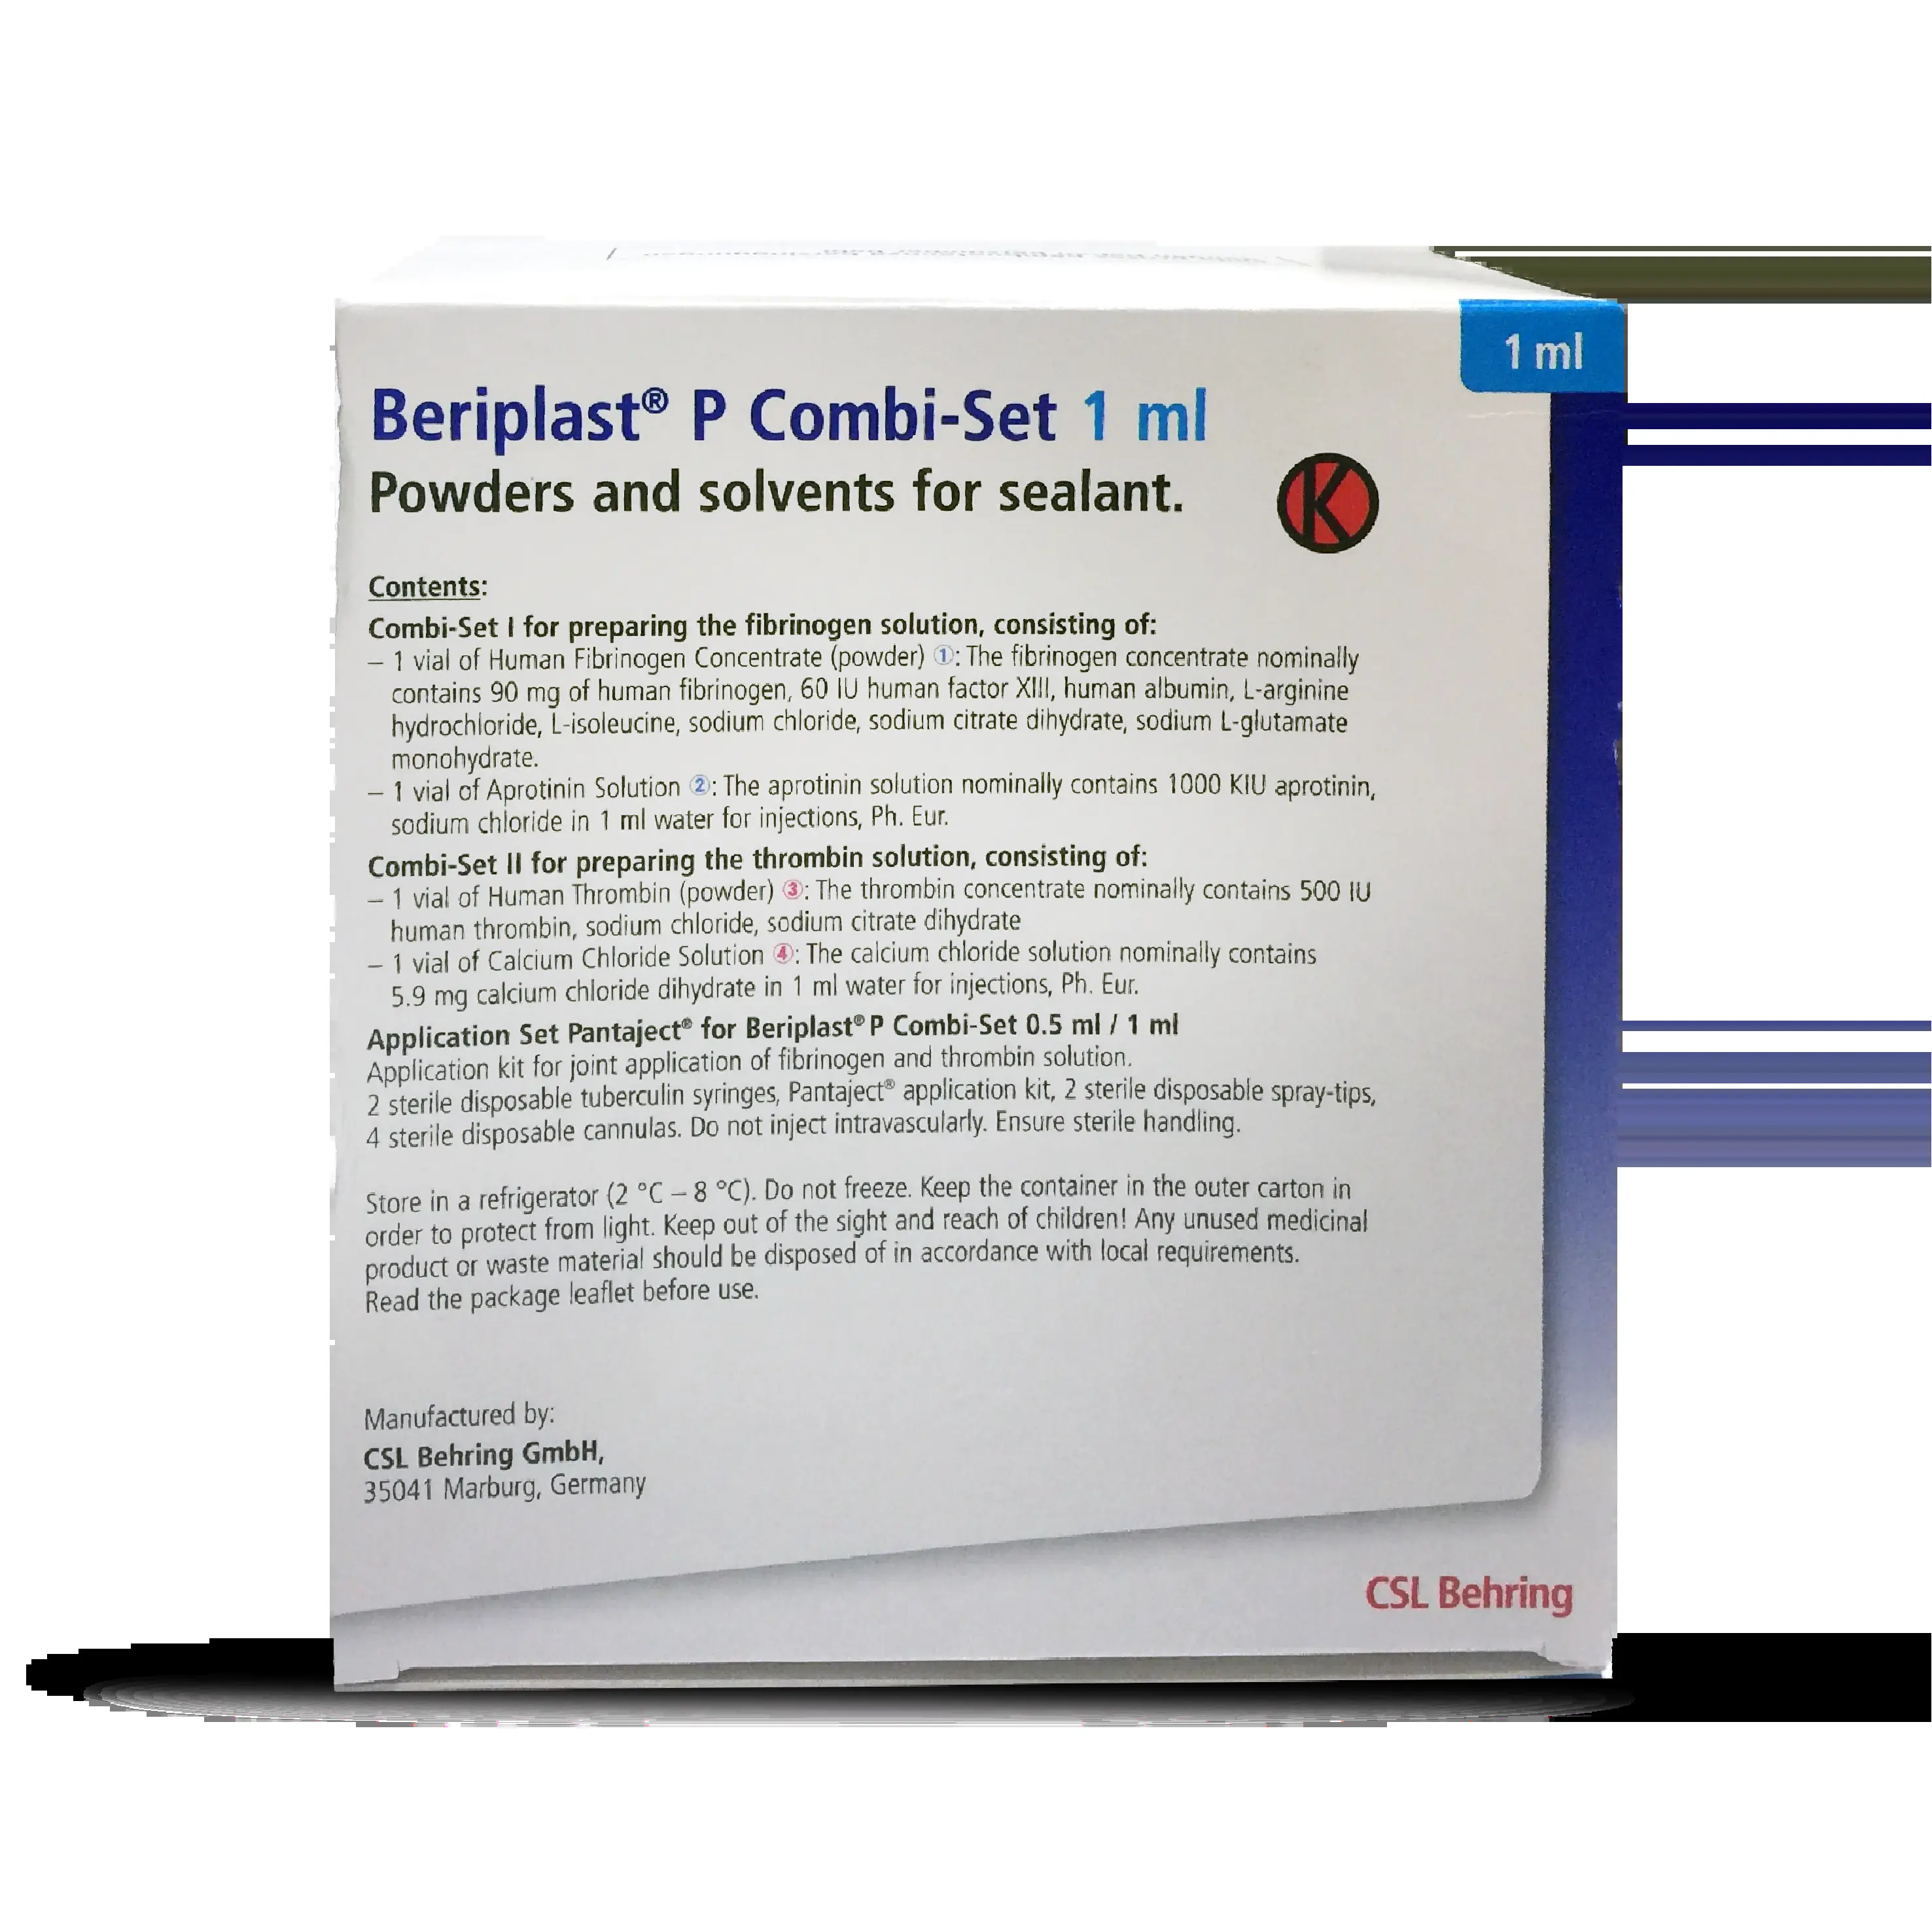 1 ml
Beriplast® P Combi-Set 1 ml
Powders and solvents for sealant.
K
Contents:
Combi-Set I for preparing the fibrinogen solution, consisting of:
– 1 vial of Human Fibrinogen Concentrate (powder) ①: The fibrinogen concentrate nominally
contains 90 mg of human fibrinogen, 60 IU human factor XIII, human albumin, L-arginine
hydrochloride, L-isoleucine, sodium chloride, sodium citrate dihydrate, sodium L-glutamate
monohydrate.
– 1 vial of Aprotinin Solution ②: The aprotinin solution nominally contains 1000 KIU aprotinin,
sodium chloride in 1 ml water for injections, Ph. Eur.
Combi-Set II for preparing the thrombin solution, consisting of:
– 1 vial of Human Thrombin (powder) ③: The thrombin concentrate nominally contains 500 IU
human thrombin, sodium chloride, sodium citrate dihydrate
– 1 vial of Calcium Chloride Solution ④: The calcium chloride solution nominally contains
5.9 mg calcium chloride dihydrate in 1 ml water for injections, Ph. Eur.
Application Set Pantaject® for Beriplast® P Combi-Set 0.5 ml / 1 ml
Application kit for joint application of fibrinogen and thrombin solution.
2 sterile disposable tuberculin syringes, Pantaject® application kit, 2 sterile disposable spray-tips,
4 sterile disposable cannulas. Do not inject intravascularly. Ensure sterile handling.
Store in a refrigerator (2 °C – 8 °C). Do not freeze. Keep the container in the outer carton in
order to protect from light. Keep out of the sight and reach of children! Any unused medicinal
product or waste material should be disposed of in accordance with local requirements.
Read the package leaflet before use.
Manufactured by:
CSL Behring GmbH,
35041 Marburg, Germany
CSL Behring